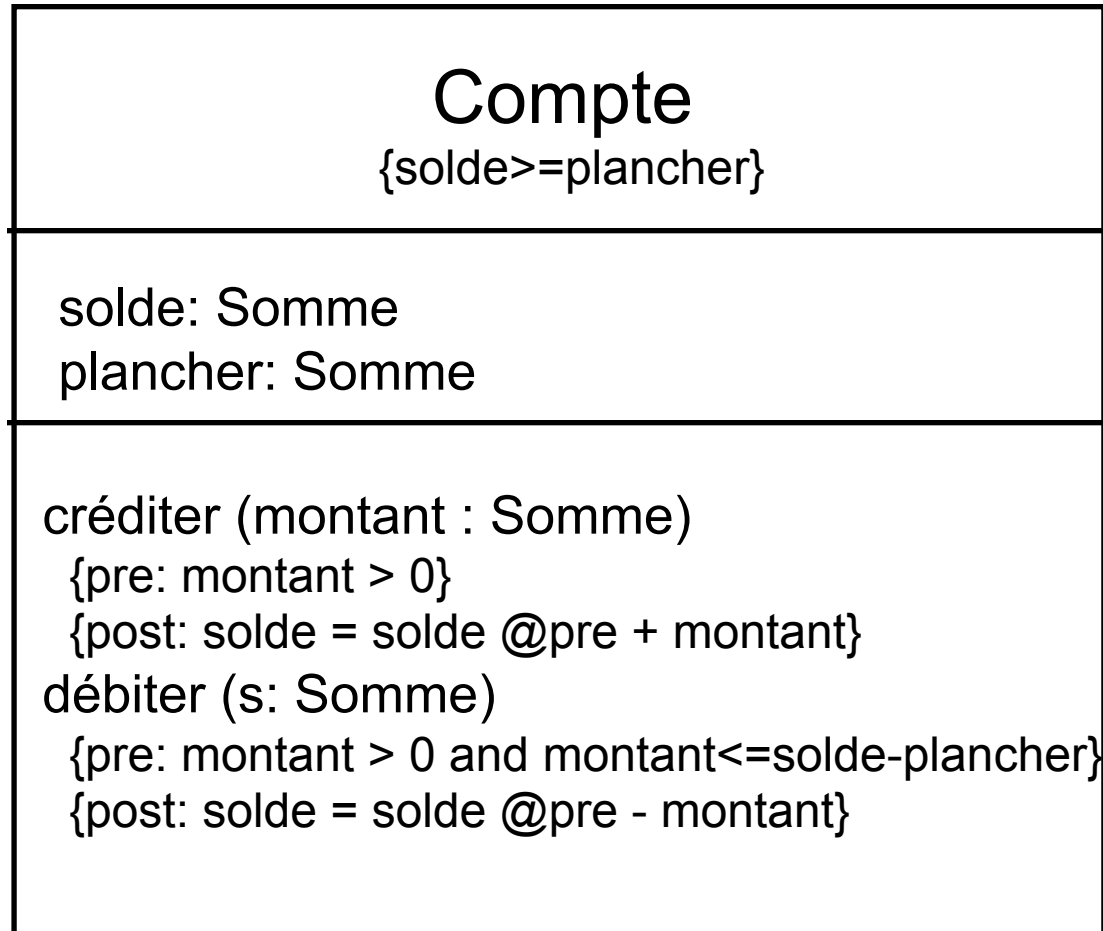 Compte
{solde>=plancher}
solde: Somme
plancher: Somme
créditer (montant : Somme)
{pre: montant > 0}
{post: solde = solde @pre + montant}
débiter (s: Somme)
{pre: montant > 0 and montant<=solde-plancher}
{post: solde = solde @pre - montant}